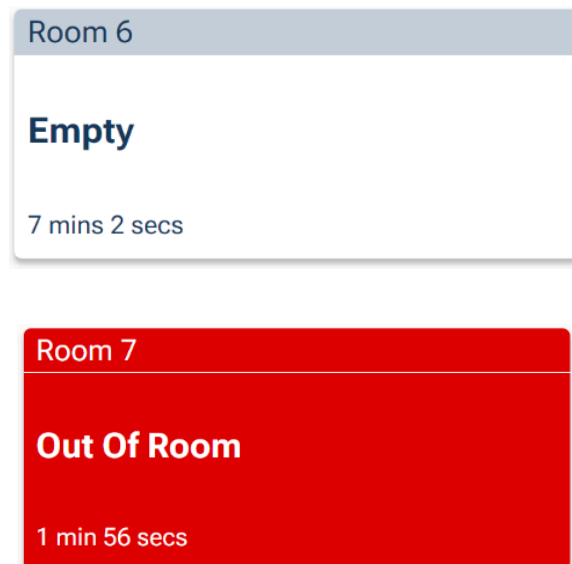 Room 6
Empty
7 mins 2 secs
Room 7
Out Of Room
1 min 56 secs